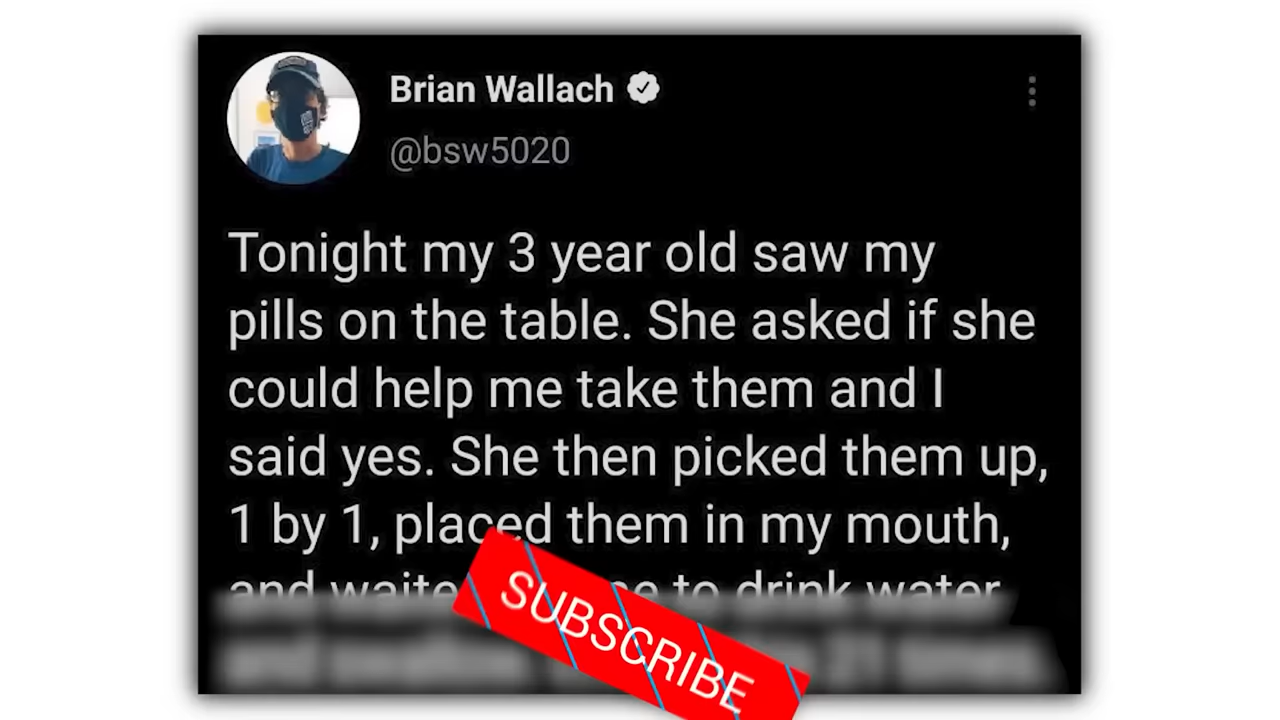 Brian Wallach
@bsw5020
Tonight my 3 year old saw my
pills on the table. She asked if she
could help me take them and I
said yes. She then picked them up,
1 by 1, placed them in my mouth,
and waite to drink water
SUBSCRIBE
21 times.